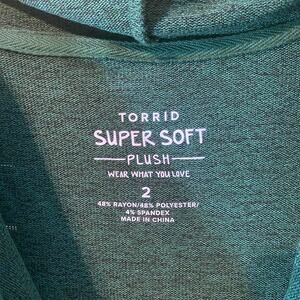 TORRID
SUPER SOFT
PLUSH
WEAR WHAT YOU LOVE
2
48% RAYON/48% POLYESTER/
4% SPANDEX
MADE IN CHINA